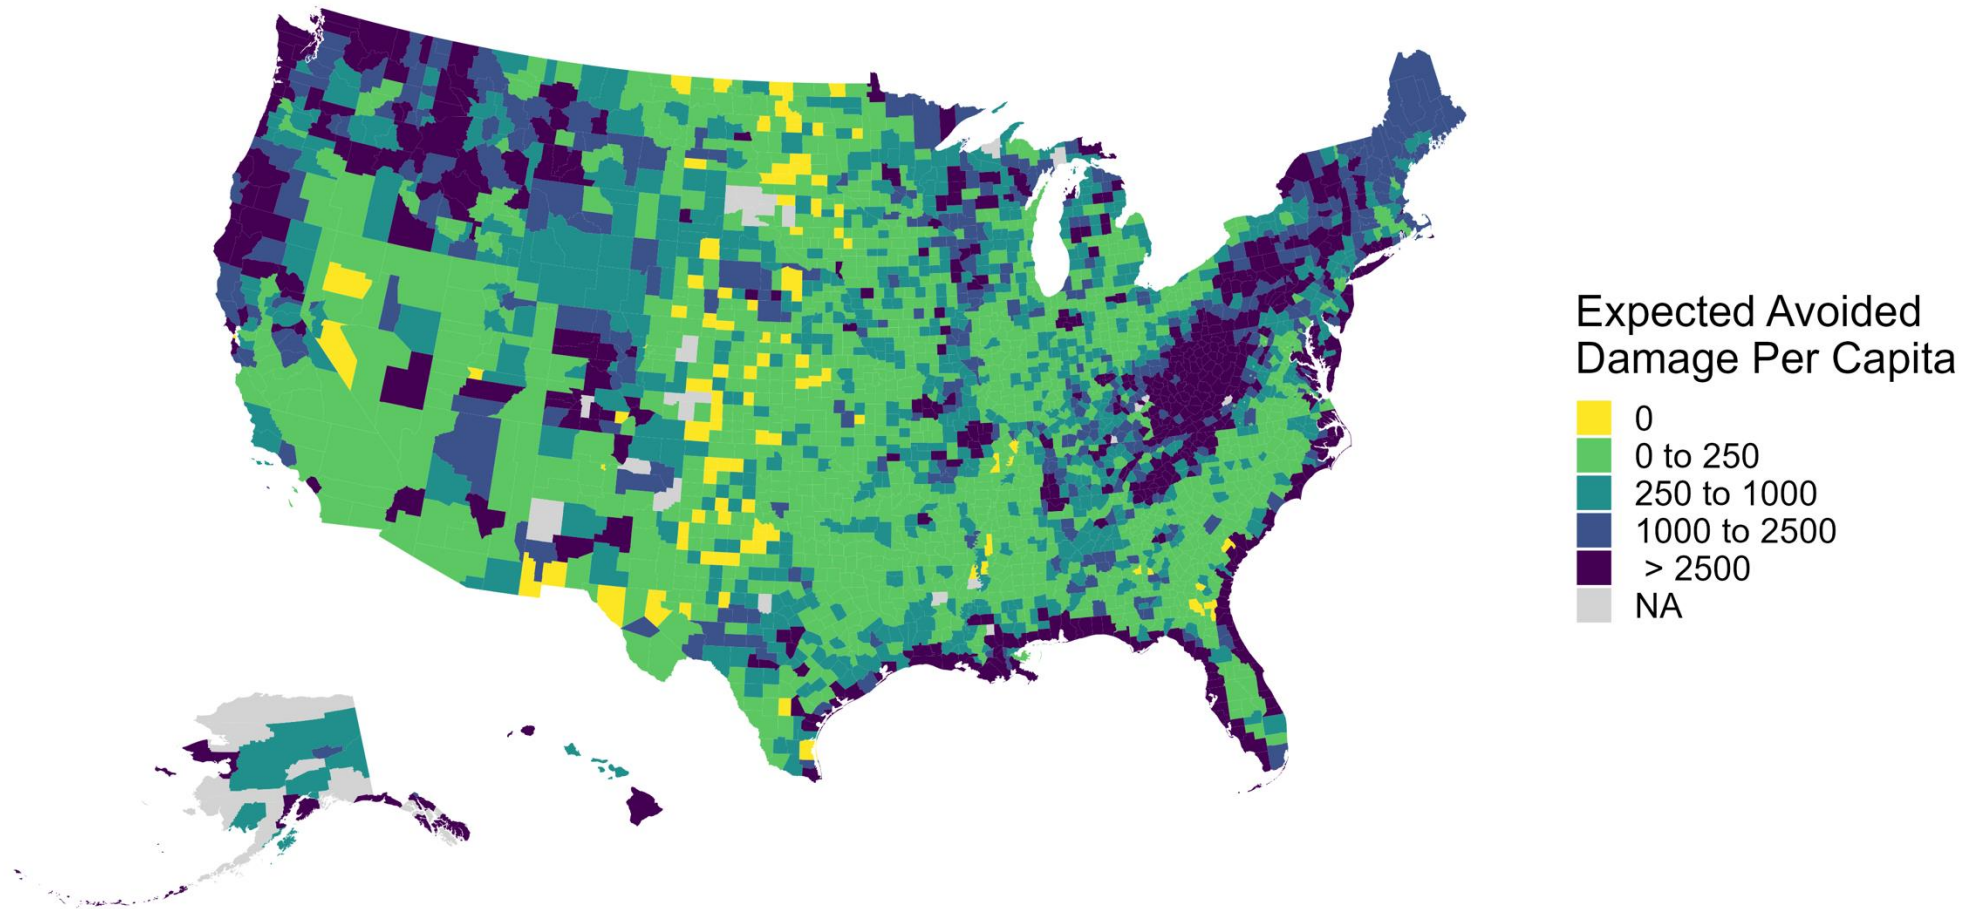 Expected Avoided
Damage Per Capita
0
0 to 250
250 to 1000
1000 to 2500
> 2500
NA